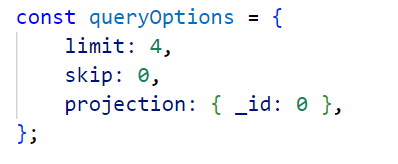 const queryOptions = {
    limit: 4,
    skip: 0,
    projection: { _id: 0 },
};